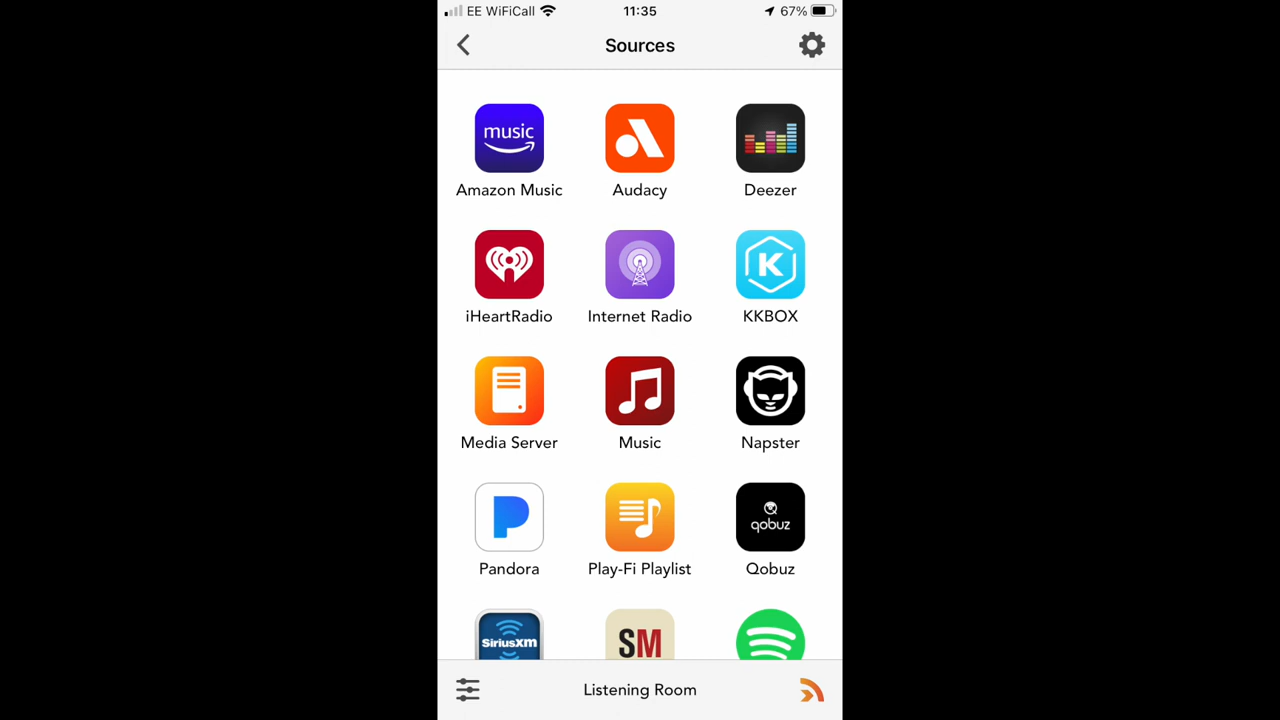 EE WiFiCall 11:35 67%
Sources
music
Amazon Music Audacy Deezer
K
iHeartRadio Internet Radio KKBOX
Media Server Music Napster
P qobuz
Pandora Play-Fi Playlist Qobuz
SiriusXM SM
Listening Room